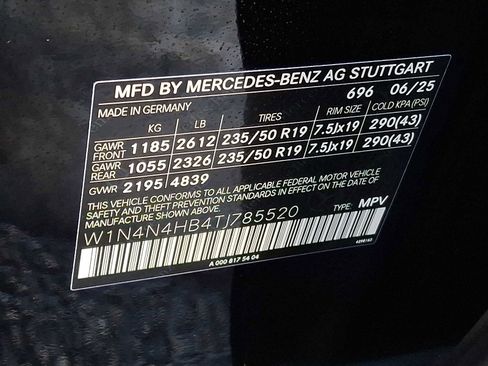 MFD BY MERCEDES-BENZ AG STUTTGART
MADE IN GERMANY 696 06/25
KG LB TIRES RIM SIZE COLD KPA(PSI)
GAWR FRONT 1185 2612 235/50 R19 7.5Jx19 290(43)
GAWR REAR 1055 2326 235/50 R19 7.5Jx19 290(43)
GVWR 2195 4839
THIS VEHICLE CONFORMS TO ALL APPLICABLE FEDERAL MOTOR VEHICLE
SAFETY AND THEFT PREVENTION STANDARDS IN EFFECT ON THE DATE OF
MANUFACTURE SHOWN ABOVE.
W1N4N4HB4TJ785520 TYPE: MPV
A 000 817 54 04